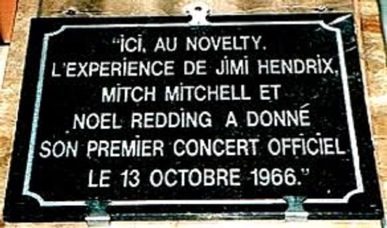 “ICI, AU NOVELTY.
L'EXPERIENCE DE JIMI HENDRIX,
MITCH MITCHELL ET
NOEL REDDING A DONNÉ
SON PREMIER CONCERT OFFICIEL
LE 13 OCTOBRE 1966.”